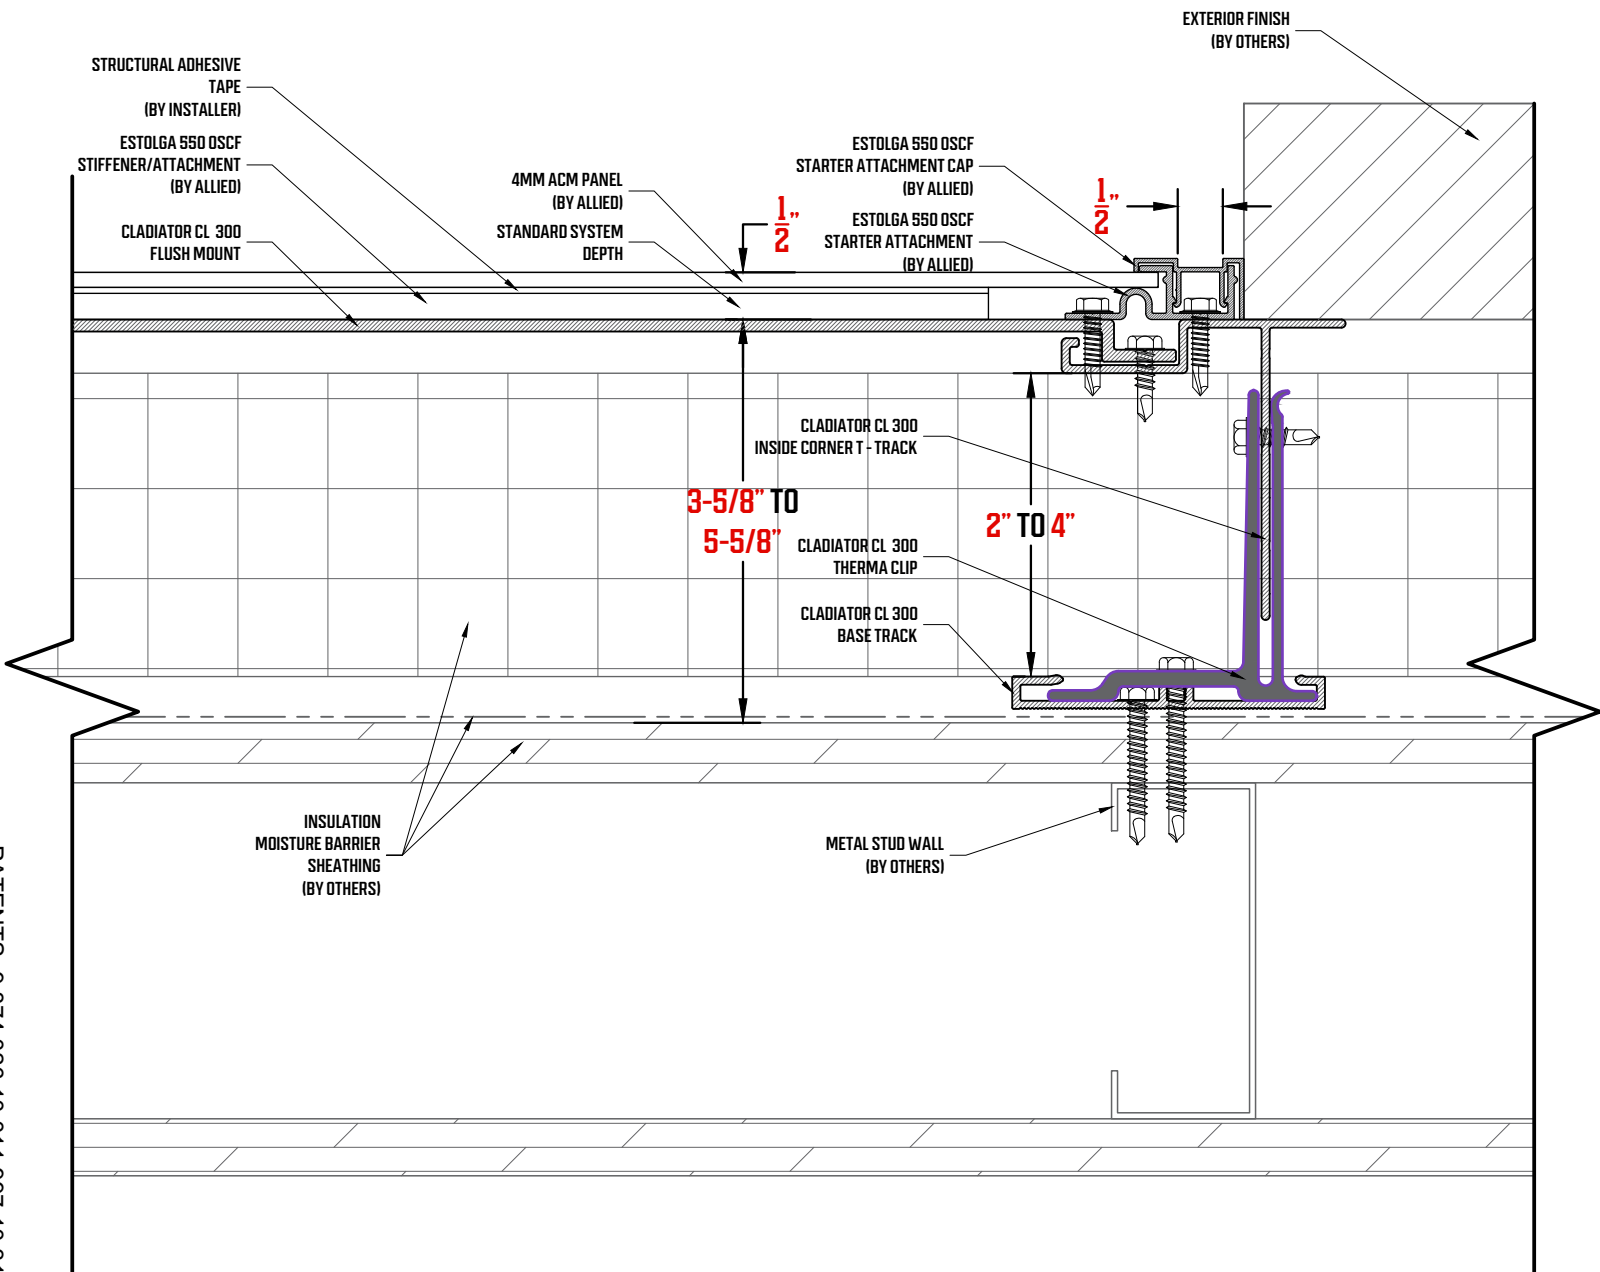 EXTERIOR FINISH
(BY OTHERS)
STRUCTURAL ADHESIVE
TAPE
(BY INSTALLER)
ESTOLGA 550 OSCF
STIFFENER/ATTACHMENT
(BY ALLIED)
CLADIATOR CL 300
FLUSH MOUNT
4MM ACM PANEL
(BY ALLIED)
STANDARD SYSTEM
DEPTH
1/2"
ESTOLGA 550 OSCF
STARTER ATTACHMENT CAP
(BY ALLIED)
ESTOLGA 550 OSCF
STARTER ATTACHMENT
(BY ALLIED)
1/2"
CLADIATOR CL 300
INSIDE CORNER T - TRACK
3-5/8" TO
5-5/8"
2" TO 4"
CLADIATOR CL 300
THERMA CLIP
CLADIATOR CL 300
BASE TRACK
INSULATION
MOISTURE BARRIER
SHEATHING
(BY OTHERS)
METAL STUD WALL
(BY OTHERS)